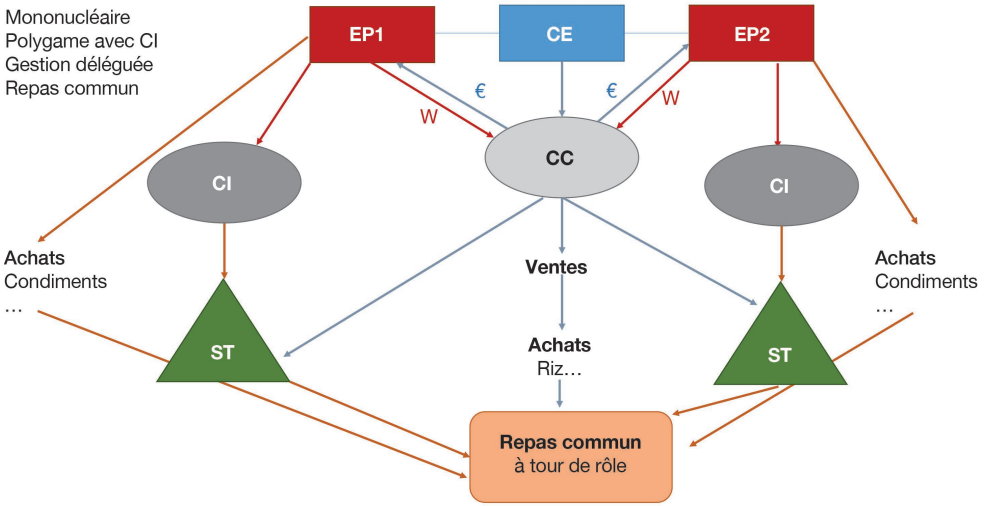 Mononucléaire
Polygame avec CI
Gestion déléguée
Repas commun
EP1
CE
EP2
€
€
W
W
CC
CI
CI
Achats
Condiments
…
Ventes
Achats
Condiments
…
Achats
Riz…
ST
ST
Repas commun
à tour de rôle